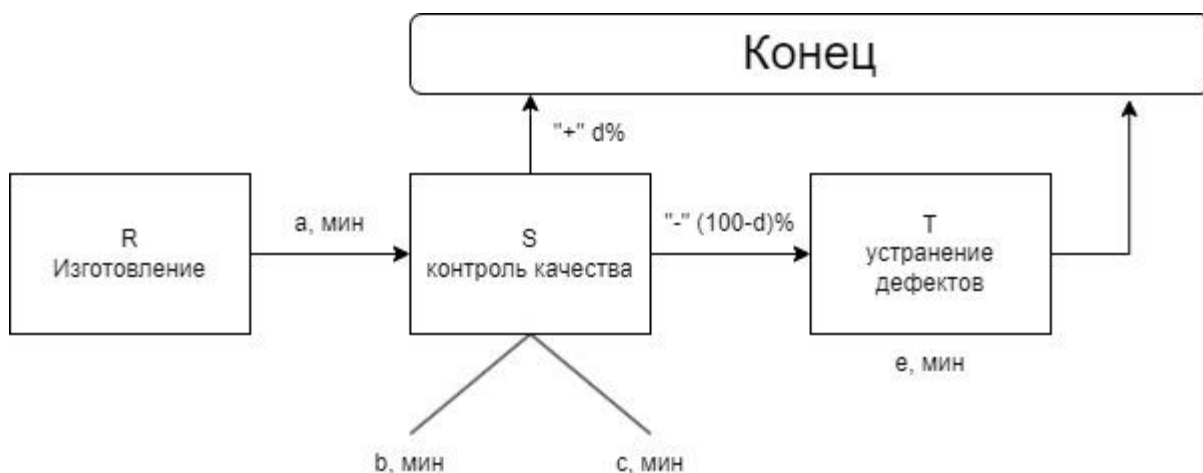 Конец
"+" d%
R
Изготовление
a, мин
S
контроль качества
"-" (100-d)%
T
устранение
дефектов
e, мин
b, мин
c, мин